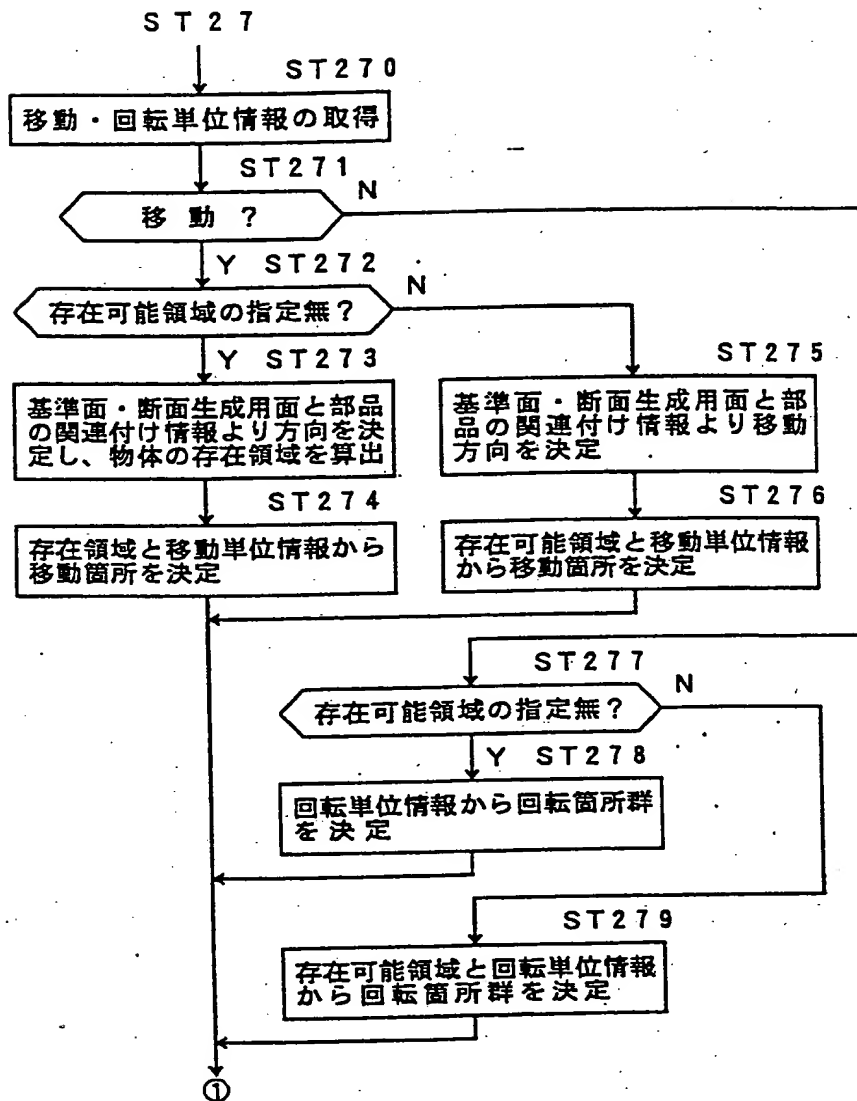 ST27
ST270
移動・回転単位情報の取得
ST271
N
移動?
Y ST272
N
存在可能領域の指定無?
Y ST273
基準面・断面生成用面と部品
の関連付け情報より方向を決
定し、物体の存在領域を算出
ST274
存在領域と移動単位情報から
移動箇所を決定
ST275
基準面・断面生成用面と部
品の関連付け情報より移動
方向を決定
ST276
存在可能領域と移動単位情報
から移動箇所を決定
ST277
N
存在可能領域の指定無?
Y ST278
回転単位情報から回転箇所群
を決定
ST279
存在可能領域と回転単位情報
から回転箇所群を決定
①